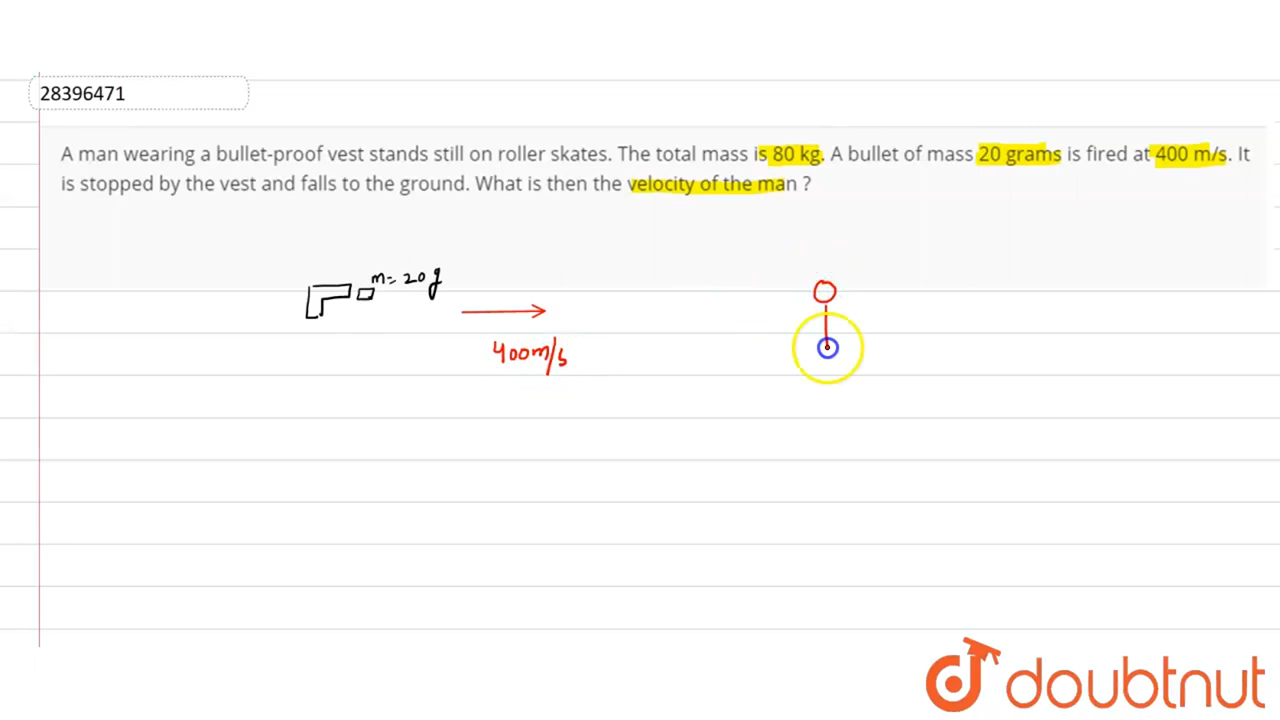 28396471
A man wearing a bullet-proof vest stands still on roller skates. The total mass is 80 kg. A bullet of mass 20 grams is fired at 400 m/s. It
is stopped by the vest and falls to the ground. What is then the velocity of the man ?
m = 20 g
400m/s
doubtnut